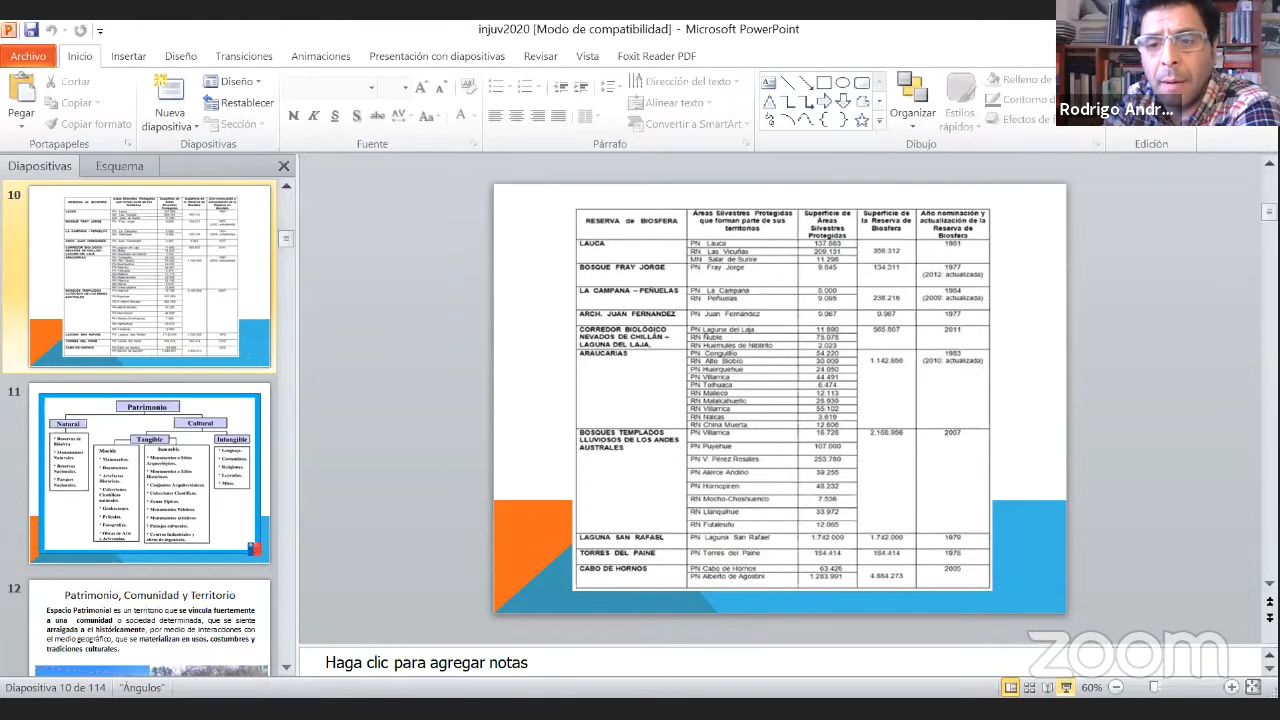 injuv2020 [Modo de compatibilidad] - Microsoft PowerPoint
Archivo Inicio Insertar Diseño Transiciones Animaciones Presentación con diapositivas Revisar Vista Foxit Reader PDF
Pegar
Cortar
Copiar
Copiar formato
Portapapeles
Nueva diapositiva
Diseño
Restablecer
Sección
Diapositivas
N K S S abc AV Aa A
Fuente
Dirección del texto
Alinear texto
Convertir a SmartArt
Párrafo
Organizar
Estilos rápidos
Relleno de
Contorno d
Efectos de
Dibujo
Edición
Rodrigo Andr...
Diapositivas Esquema
10
11
Patrimonio
Natural
Cultural
Tangible
Intangible
12
Patrimonio, Comunidad y Territorio
Espacio Patrimonial es un territorio que se vincula fuertemente
a una comunidad o sociedad determinada, que se siente
arraigada a el históricamente, por medio de interacciones con
el medio geográfico, que se materializan en usos, costumbres y
tradiciones culturales.
RESERVA de BIOSFERA
Áreas Silvestres Protegidas que forman parte de sus territorios
Superficie de Áreas Silvestres Protegidas
Superficie de la Reserva de Biosfera
Año nominación y actualización de la Reserva de Biosfera
LAUCA PN Lauca 137.883 1981
RN Las Vicuñas 209.131 358.312
MN Salar de Surire 11.298
BOSQUE FRAY JORGE PN Fray Jorge 9.845 134.311 1977
(2012: actualizada)
LA CAMPANA – PEÑUELAS PN La Campana 8.000 1984
RN Peñuelas 9.095 238.216 (2009: actualizada)
ARCH. JUAN FERNANDEZ PN Juan Fernández 9.967 9.967 1977
CORREDOR BIOLÓGICO NEVADOS DE CHILLÁN – LAGUNA DEL LAJA, PN Laguna del Laja 11.890 565.807 2011
RN Ñuble 75.078
RN Huemules de Niblinto 2.023
ARAUCARIAS PN Conguillio 54.220 1983
RN Alto Biobio 30.000 1.142.850 (2010: actualizada)
PN Huerquehue 24.050
PN Villarrica 44.491
PN Tolhuaca 6.474
RN Malleco 12.113
RN Malalcahuello 28.939
RN Villarrica 55.102
RN Nalcas 3.619
RN China Muerta 12.606
BOSQUES TEMPLADOS LLUVIOSOS DE LOS ANDES AUSTRALES PN Villarrica 16.728 2.168.956 2007
PN Puyehue 107.000
PN V. Pérez Rosales 253.780
PN Alerce Andino 39.255
PN Hornopiren 48.232
RN Mocho-Choshuenco 7.536
RN Llanquihue 33.972
RN Futaleufu 12.065
LAGUNA SAN RAFAEL PN Laguna San Rafael 1.742.000 1.742.000 1979
TORRES DEL PAINE PN Torres del Paine 184.414 184.414 1978
CABO DE HORNOS PN Cabo de Hornos 63.426 2005
PN Alberto de Agostini 1.283.991 4.884.273
Haga clic para agregar notas
zoom
Diapositiva 10 de 114 "Ángulos" 60%